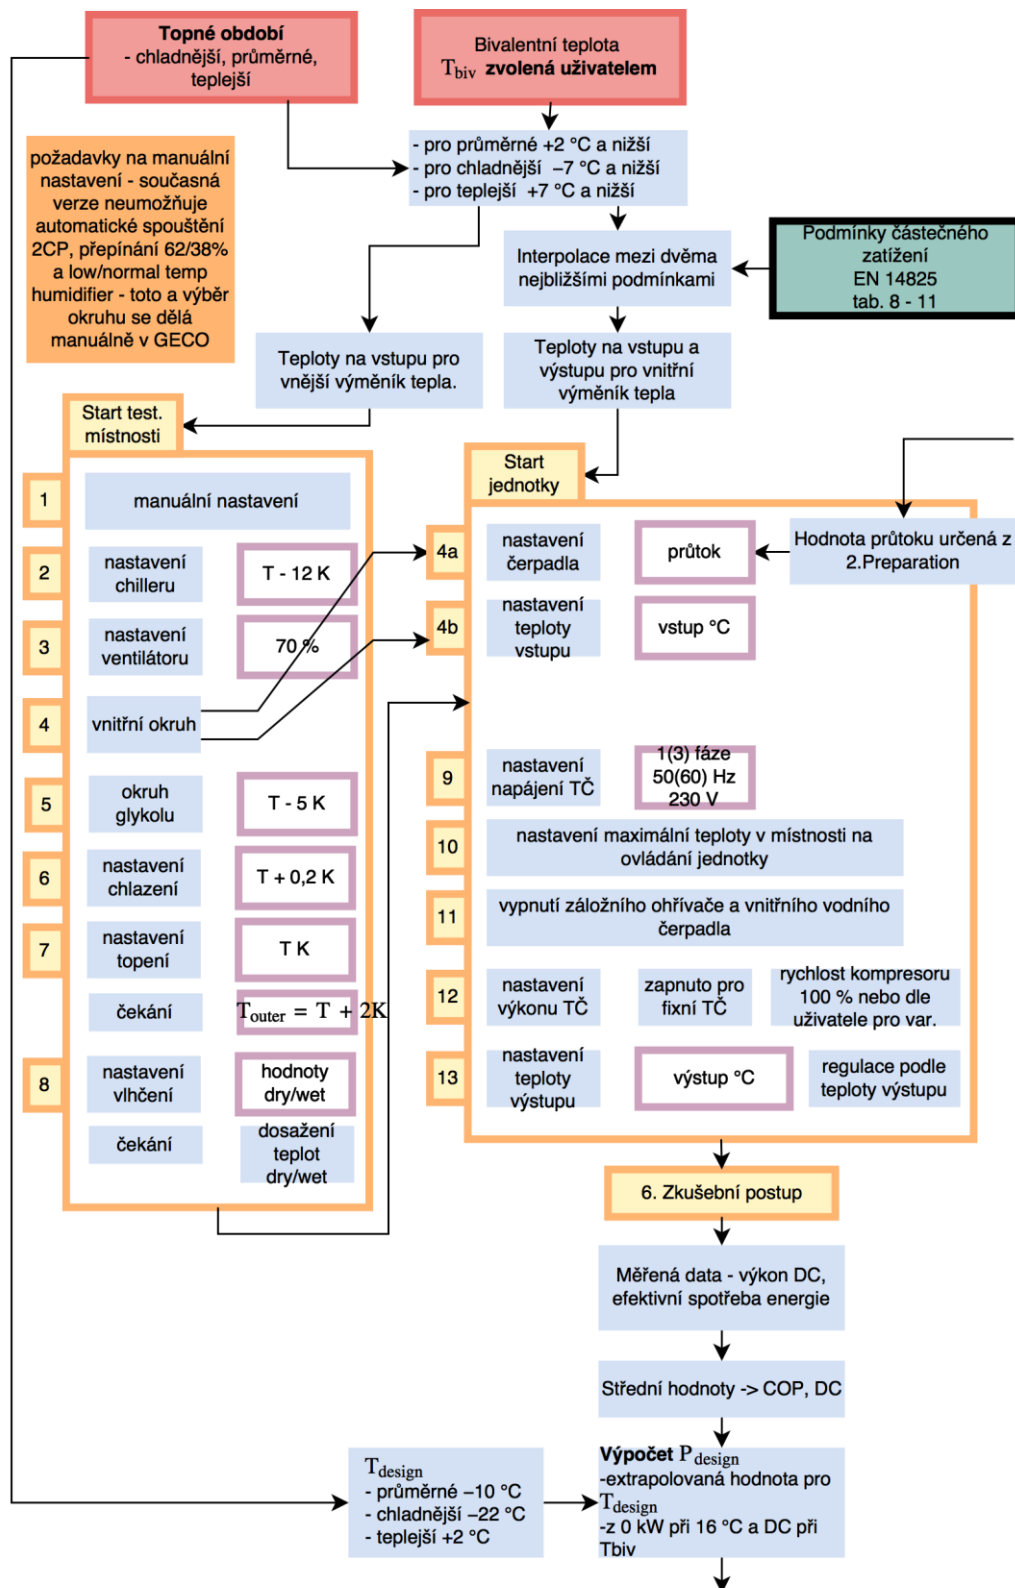 Topné období
- chladnější, průměrné,
teplejší
Bivalentní teplota
T_biv zvolená uživatelem
- pro průměrné +2 °C a nižší
- pro chladnější −7 °C a nižší
- pro teplejší +7 °C a nižší
požadavky na manuální
nastavení - současná
verze neumožňuje
automatické spouštění
2CP, přepínání 62/38%
a low/normal temp
humidifier - toto a výběr
okruhu se dělá
manuálně v GECO
Interpolace mezi dvěma
nejbližšími podmínkami
Podmínky částečného
zatížení
EN 14825
tab. 8 - 11
Teploty na vstupu pro
vnější výměník tepla.
Teploty na vstupu a
výstupu pro vnitřní
výměník tepla
Start test.
místnosti
1
manuální nastavení
2
nastavení
chilleru
T - 12 K
3
nastavení
ventilátoru
70 %
4
vnitřní okruh
5
okruh
glykolu
T - 5 K
6
nastavení
chlazení
T + 0,2 K
7
nastavení
topení
T K
čekání
T_outer = T + 2K
8
nastavení
vlhčení
hodnoty
dry/wet
čekání
dosažení
teplot
dry/wet
Start
jednotky
4a
nastavení
čerpadla
průtok
Hodnota průtoku určená z
2.Preparation
4b
nastavení
teploty
vstupu
vstup °C
9
nastavení
napájení TČ
1(3) fáze
50(60) Hz
230 V
10
nastavení maximální teploty v místnosti na
ovládání jednotky
11
vypnutí záložního ohřívače a vnitřního vodního
čerpadla
12
nastavení
výkonu TČ
zapnuto pro
fixní TČ
rychlost kompresoru
100 % nebo dle
uživatele pro var.
13
nastavení
teploty
výstupu
výstup °C
regulace podle
teploty výstupu
6. Zkušební postup
Měřená data - výkon DC,
efektivní spotřeba energie
Střední hodnoty -> COP, DC
T_design
- průměrné −10 °C
- chladnější −22 °C
- teplejší +2 °C
Výpočet P_design
-extrapolovaná hodnota pro
T_design
-z 0 kW při 16 °C a DC při
Tbiv